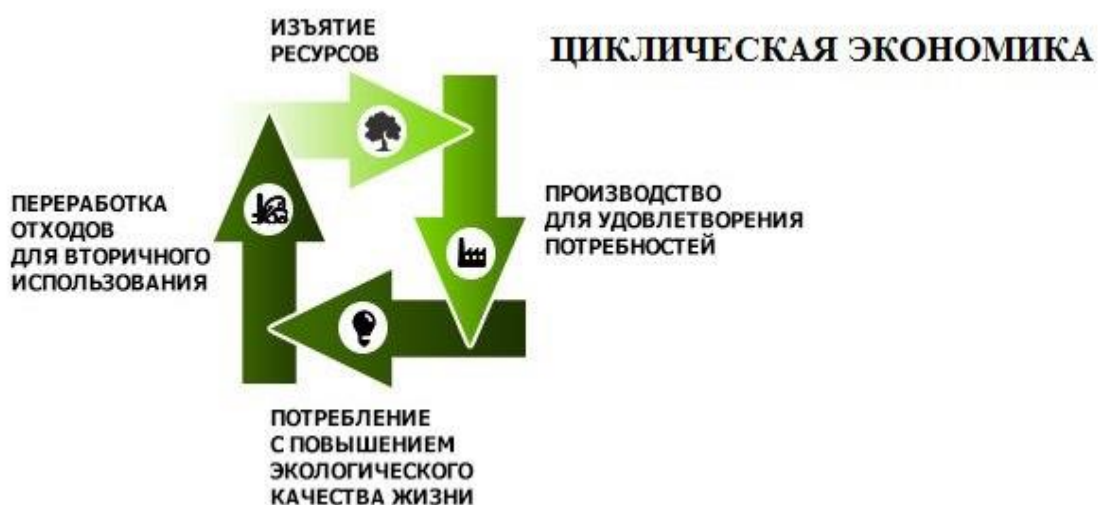 ИЗЪЯТИЕ
РЕСУРСОВ
ЦИКЛИЧЕСКАЯ ЭКОНОМИКА
ПРОИЗВОДСТВО
ДЛЯ УДОВЛЕТВОРЕНИЯ
ПОТРЕБНОСТЕЙ
ПЕРЕРАБОТКА
ОТХОДОВ
ДЛЯ ВТОРИЧНОГО
ИСПОЛЬЗОВАНИЯ
ПОТРЕБЛЕНИЕ
С ПОВЫШЕНИЕМ
ЭКОЛОГИЧЕСКОГО
КАЧЕСТВА ЖИЗНИ